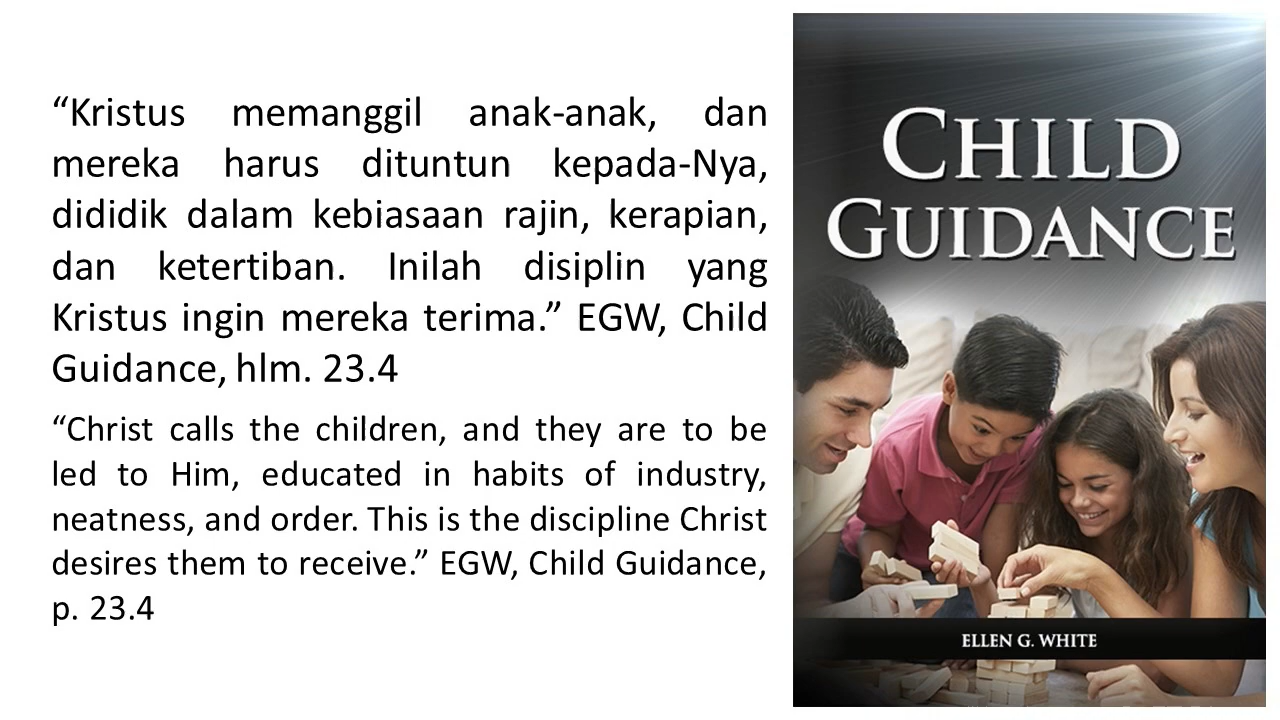 “Kristus memanggil anak-anak, dan
mereka harus dituntun kepada-Nya,
dididik dalam kebiasaan rajin, kerapian,
dan ketertiban. Inilah disiplin yang
Kristus ingin mereka terima.” EGW, Child
Guidance, hlm. 23.4
“Christ calls the children, and they are to be
led to Him, educated in habits of industry,
neatness, and order. This is the discipline Christ
desires them to receive.” EGW, Child Guidance,
p. 23.4
CHILD
GUIDANCE
ELLEN G. WHITE